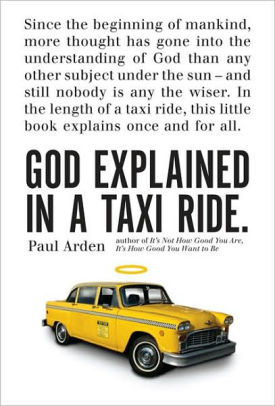 Since the beginning of mankind,
more thought has gone into the
understanding of God than any
other subject under the sun – and
still nobody is any the wiser. In
the length of a taxi ride, this little
book explains once and for all.
GOD EXPLAINED
IN A TAXI RIDE.
Paul Arden
author of It's Not How Good You Are,
It's How Good You Want to Be